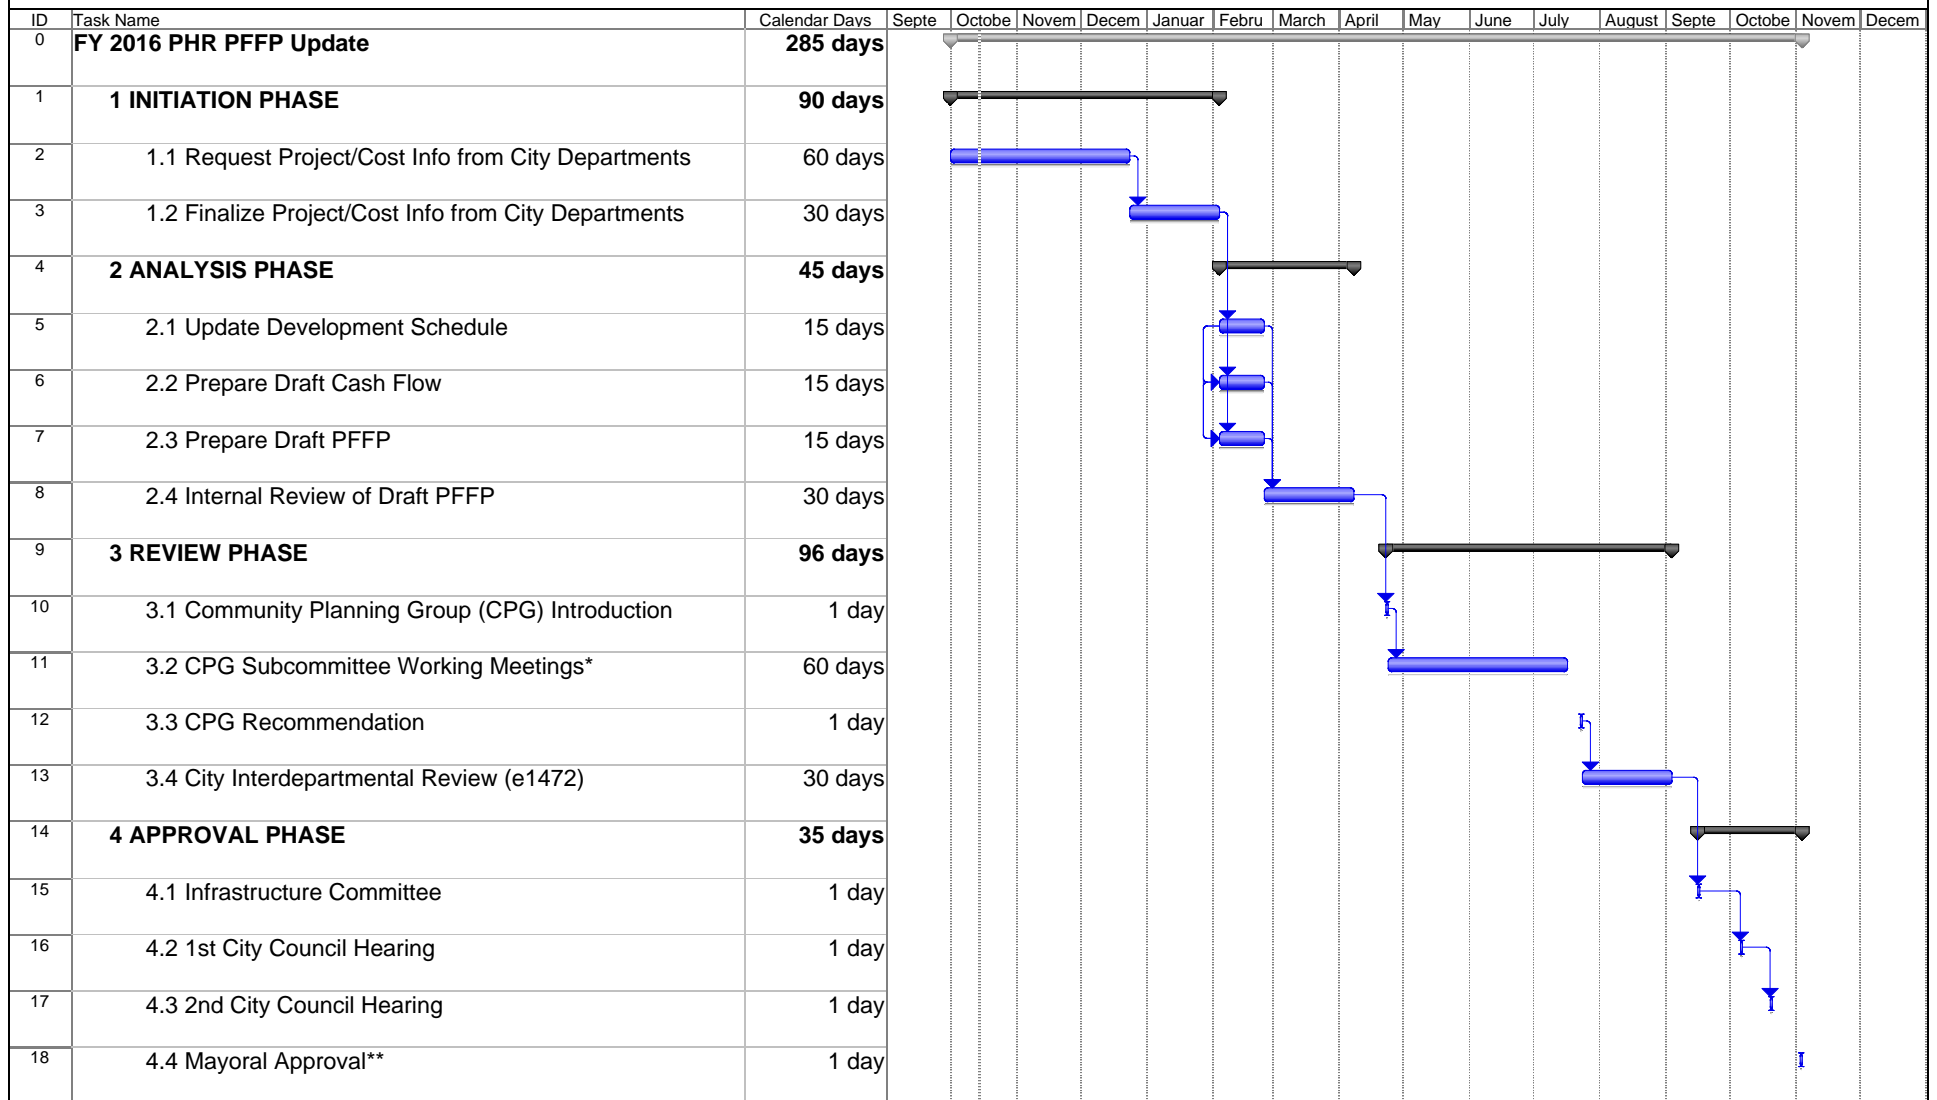 ID Task Name Calendar Days Septe Octobe Novem Decem Januar Febru March April May June July August Septe Octobe Novem Decem
0 FY 2016 PHR PFFP Update 285 days
1 1 INITIATION PHASE 90 days
2 1.1 Request Project/Cost Info from City Departments 60 days
3 1.2 Finalize Project/Cost Info from City Departments 30 days
4 2 ANALYSIS PHASE 45 days
5 2.1 Update Development Schedule 15 days
6 2.2 Prepare Draft Cash Flow 15 days
7 2.3 Prepare Draft PFFP 15 days
8 2.4 Internal Review of Draft PFFP 30 days
9 3 REVIEW PHASE 96 days
10 3.1 Community Planning Group (CPG) Introduction 1 day
11 3.2 CPG Subcommittee Working Meetings* 60 days
12 3.3 CPG Recommendation 1 day
13 3.4 City Interdepartmental Review (e1472) 30 days
14 4 APPROVAL PHASE 35 days
15 4.1 Infrastructure Committee 1 day
16 4.2 1st City Council Hearing 1 day
17 4.3 2nd City Council Hearing 1 day
18 4.4 Mayoral Approval** 1 day